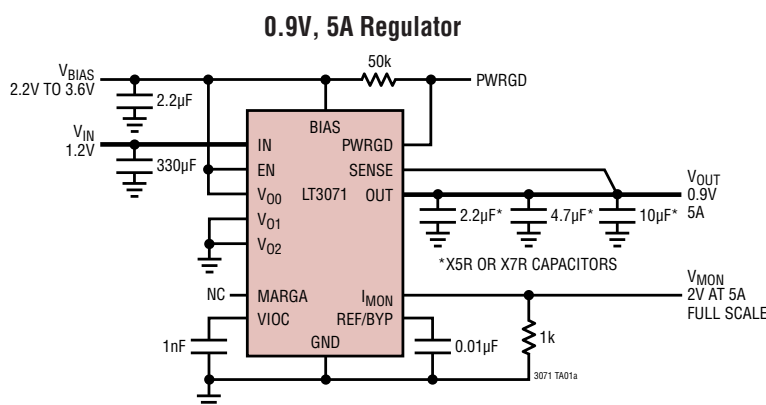 0.9V, 5A Regulator
50k
VBIAS
2.2V TO 3.6V
PWRGD
2.2µF
BIAS
VIN
1.2V
IN
PWRGD
330µF
EN
SENSE
VO0
LT3071
OUT
VOUT
0.9V
5A
2.2µF*
4.7µF*
10µF*
VO1
VO2
*X5R OR X7R CAPACITORS
NC
MARGA
IMON
VMON
2V AT 5A
FULL SCALE
VIOC
REF/BYP
1nF
GND
0.01µF
1k
3071 TA01a